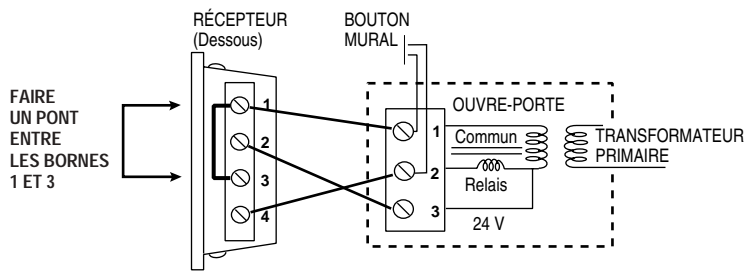 RÉCEPTEUR
(Dessous)
BOUTON
MURAL
FAIRE
UN PONT
ENTRE
LES BORNES
1 ET 3
1
2
3
4
OUVRE-PORTE
1
Commun
2
Relais
3
24 V
TRANSFORMATEUR
PRIMAIRE